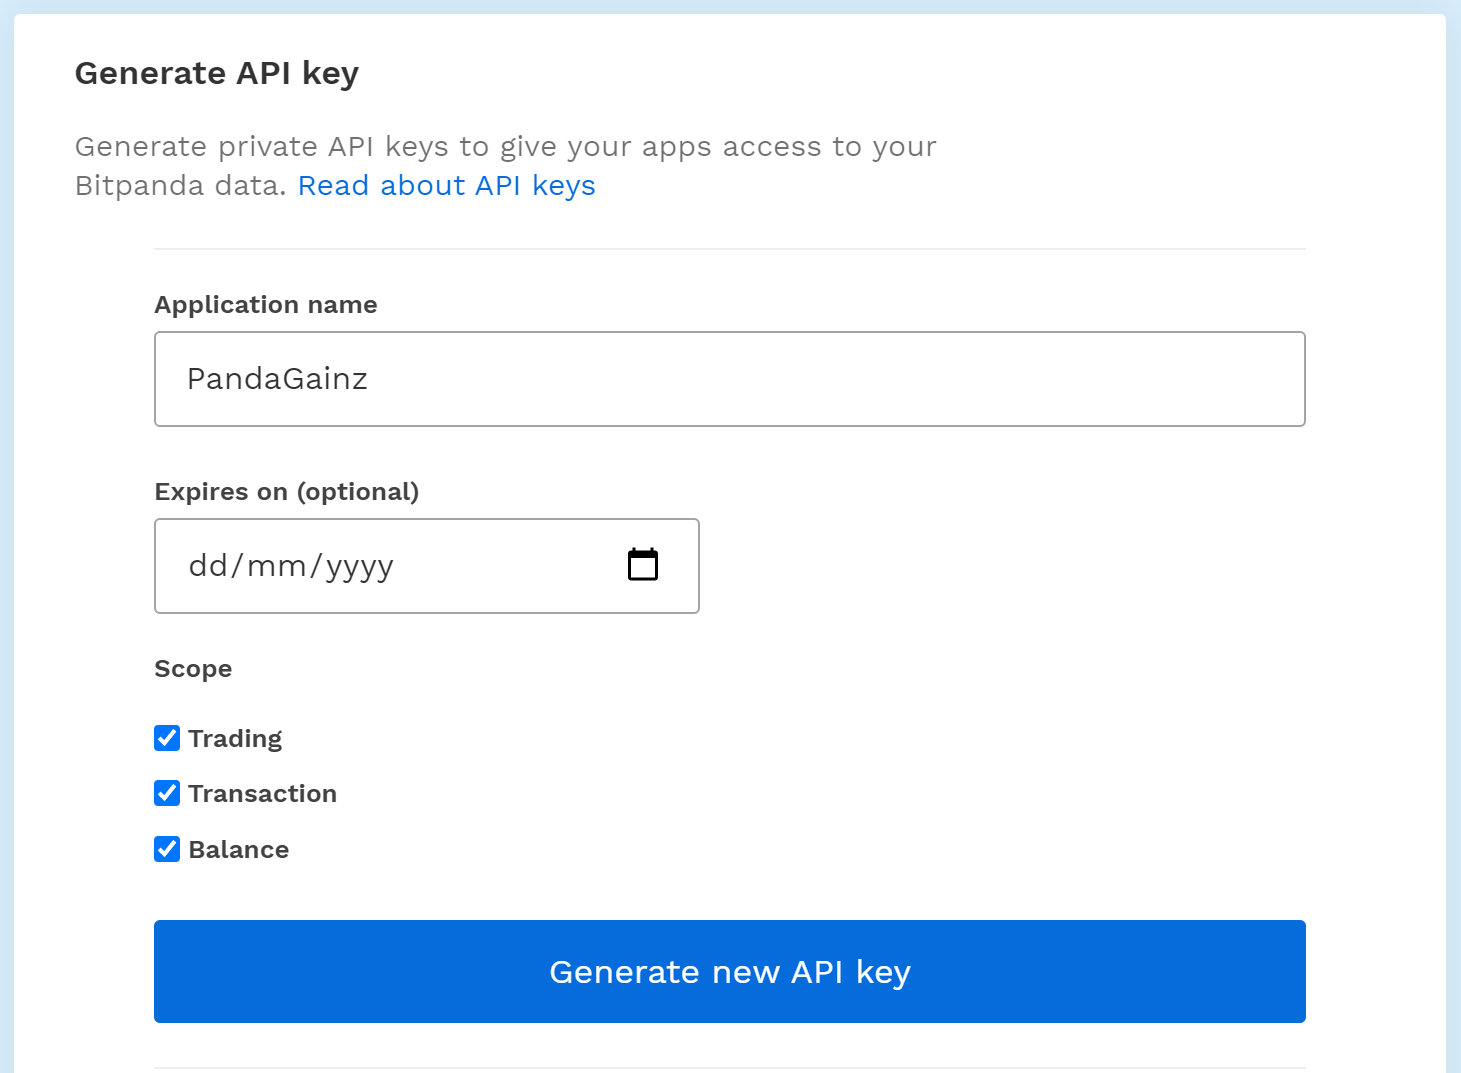 Generate API key
Generate private API keys to give your apps access to your
Bitpanda data. Read about API keys
Application name
PandaGainz
Expires on (optional)
dd/mm/yyyy
Scope
Trading
Transaction
Balance
Generate new API key